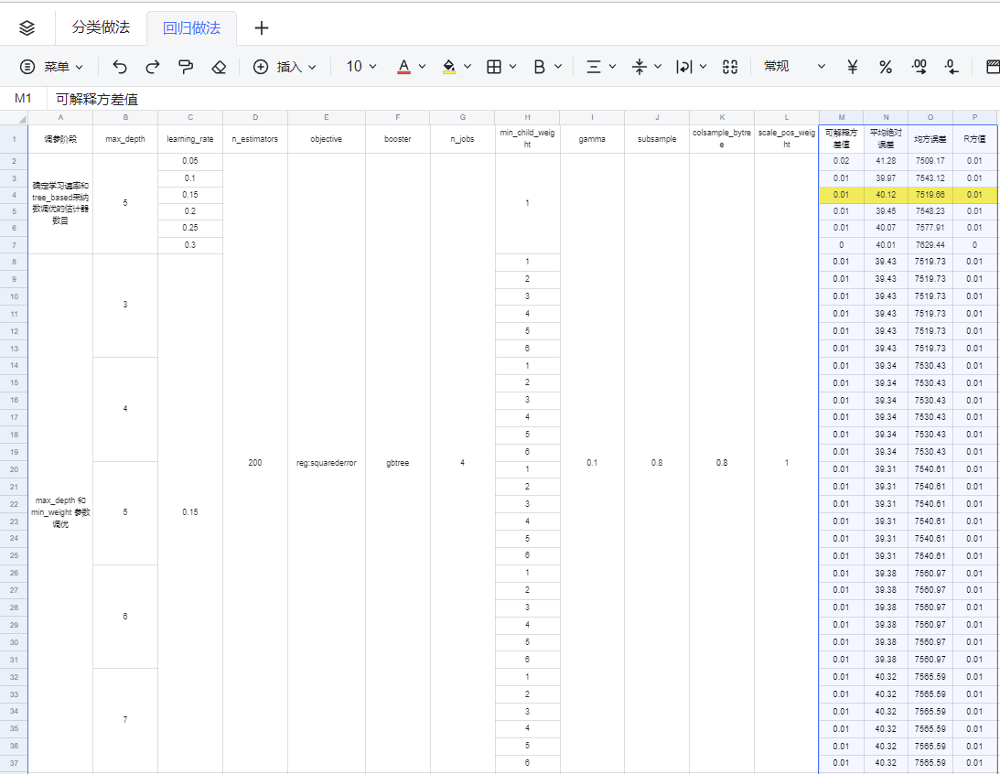 分类做法 回归做法
菜单 插入 10 A B 常规 ¥ % .00 .0
M1 可解释方差值
A B C D E F G H I J K L M N O P
1 调参阶段 max_depth learning_rate n_estimators objective booster n_jobs min_child_weig gamma subsample colsample_bytre scale_pos_weig 可解释方 平均绝对 均方误差 R方值
ht e ht 差值 误差
2 0.05 0.02 41.28 7509.17 0.01
3 0.1 0.01 39.97 7543.12 0.01
确定学习速率和
4 0.15 0.01 40.12 7519.66 0.01
tree_based采纳
5 1
5 0.2 0.01 39.45 7548.23 0.01
数调优的估计器
6 0.25 0.01 40.07 7577.91 0.01
数目
7 0.3 0 40.01 7629.44 0
8 1 0.01 39.43 7519.73 0.01
9 2 0.01 39.43 7519.73 0.01
10 3 0.01 39.43 7519.73 0.01
3
11 4 0.01 39.43 7519.73 0.01
12 5 0.01 39.43 7519.73 0.01
13 6 0.01 39.43 7519.73 0.01
14 1 0.01 39.34 7530.43 0.01
15 2 0.01 39.34 7530.43 0.01
16 3 0.01 39.34 7530.43 0.01
4
17 4 0.01 39.34 7530.43 0.01
18 5 0.01 39.34 7530.43 0.01
19 6 0.01 39.34 7530.43 0.01
200 reg:squarederror gbtree 4 0.1 0.8 0.8 1
20 1 0.01 39.31 7540.61 0.01
21 2 0.01 39.31 7540.61 0.01
max_depth 和
22 3 0.01 39.31 7540.61 0.01
min_weight 参数 5 0.15
23 4 0.01 39.31 7540.61 0.01
调优
24 5 0.01 39.31 7540.61 0.01
25 6 0.01 39.31 7540.61 0.01
26 1 0.01 39.38 7560.97 0.01
27 2 0.01 39.38 7560.97 0.01
28 3 0.01 39.38 7560.97 0.01
6
29 4 0.01 39.38 7560.97 0.01
30 5 0.01 39.38 7560.97 0.01
31 6 0.01 39.38 7560.97 0.01
32 1 0.01 40.32 7565.59 0.01
33 2 0.01 40.32 7565.59 0.01
34 3 0.01 40.32 7565.59 0.01
7
35 4 0.01 40.32 7565.59 0.01
36 5 0.01 40.32 7565.59 0.01
37 6 0.01 40.32 7565.59 0.01